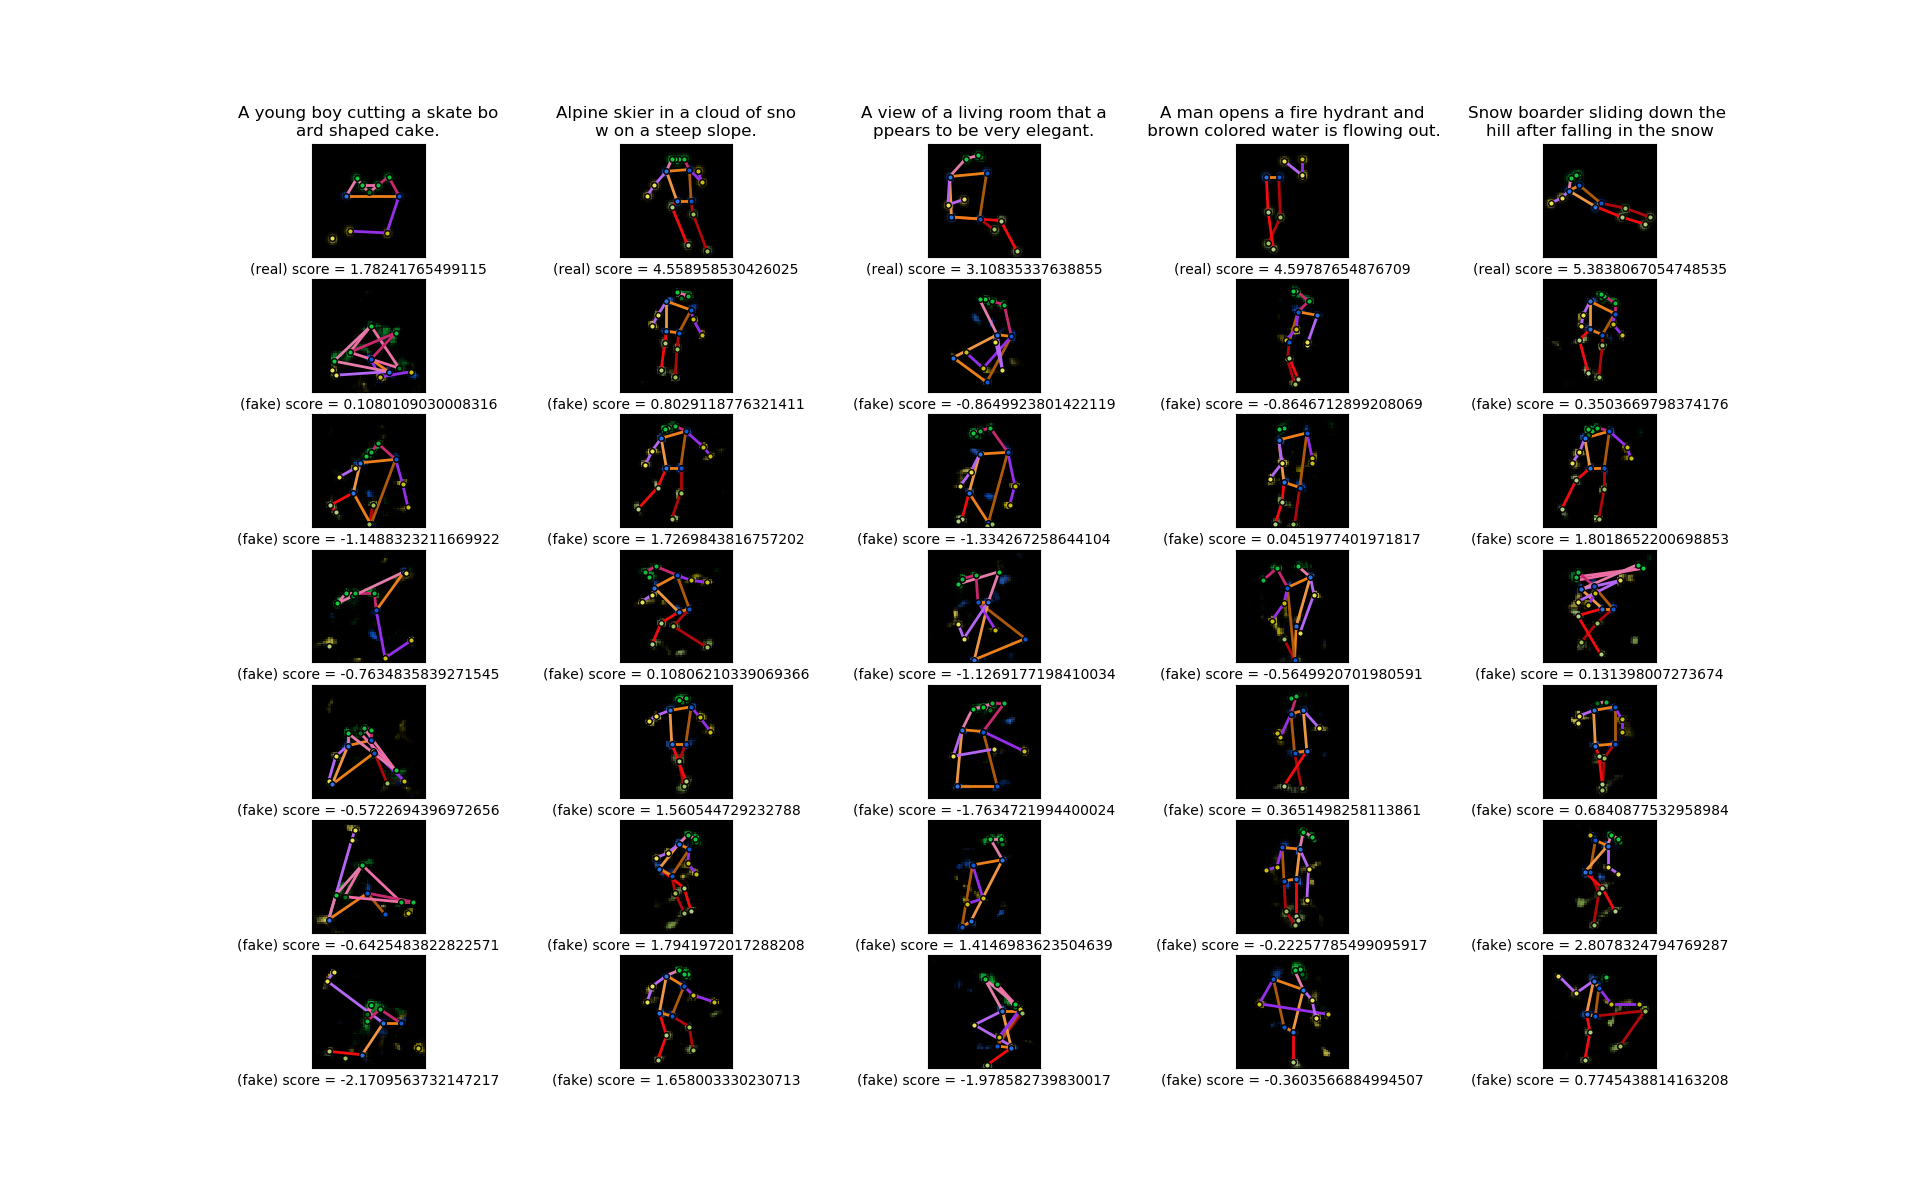 A young boy cutting a skate bo
ard shaped cake.
Alpine skier in a cloud of sno
w on a steep slope.
A view of a living room that a
ppears to be very elegant.
A man opens a fire hydrant and
brown colored water is flowing out.
Snow boarder sliding down the
hill after falling in the snow
(real) score = 1.78241765499115
(real) score = 4.558958530426025
(real) score = 3.10835337638855
(real) score = 4.59787654876709
(real) score = 5.3838067054748535
(fake) score = 0.1080109030008316
(fake) score = 0.8029118776321411
(fake) score = -0.8649923801422119
(fake) score = -0.8646712899208069
(fake) score = 0.3503669798374176
(fake) score = -1.1488323211669922
(fake) score = 1.7269843816757202
(fake) score = -1.334267258644104
(fake) score = 0.0451977401971817
(fake) score = 1.8018652200698853
(fake) score = -0.7634835839271545
(fake) score = 0.10806210339069366
(fake) score = -1.1269177198410034
(fake) score = -0.5649920701980591
(fake) score = 0.131398007273674
(fake) score = -0.5722694396972656
(fake) score = 1.560544729232788
(fake) score = -1.7634721994400024
(fake) score = 0.3651498258113861
(fake) score = 0.6840877532958984
(fake) score = -0.6425483822822571
(fake) score = 1.7941972017288208
(fake) score = 1.4146983623504639
(fake) score = -0.22257785499095917
(fake) score = 2.8078324794769287
(fake) score = -2.1709563732147217
(fake) score = 1.658003330230713
(fake) score = -1.978582739830017
(fake) score = -0.3603566884994507
(fake) score = 0.7745438814163208